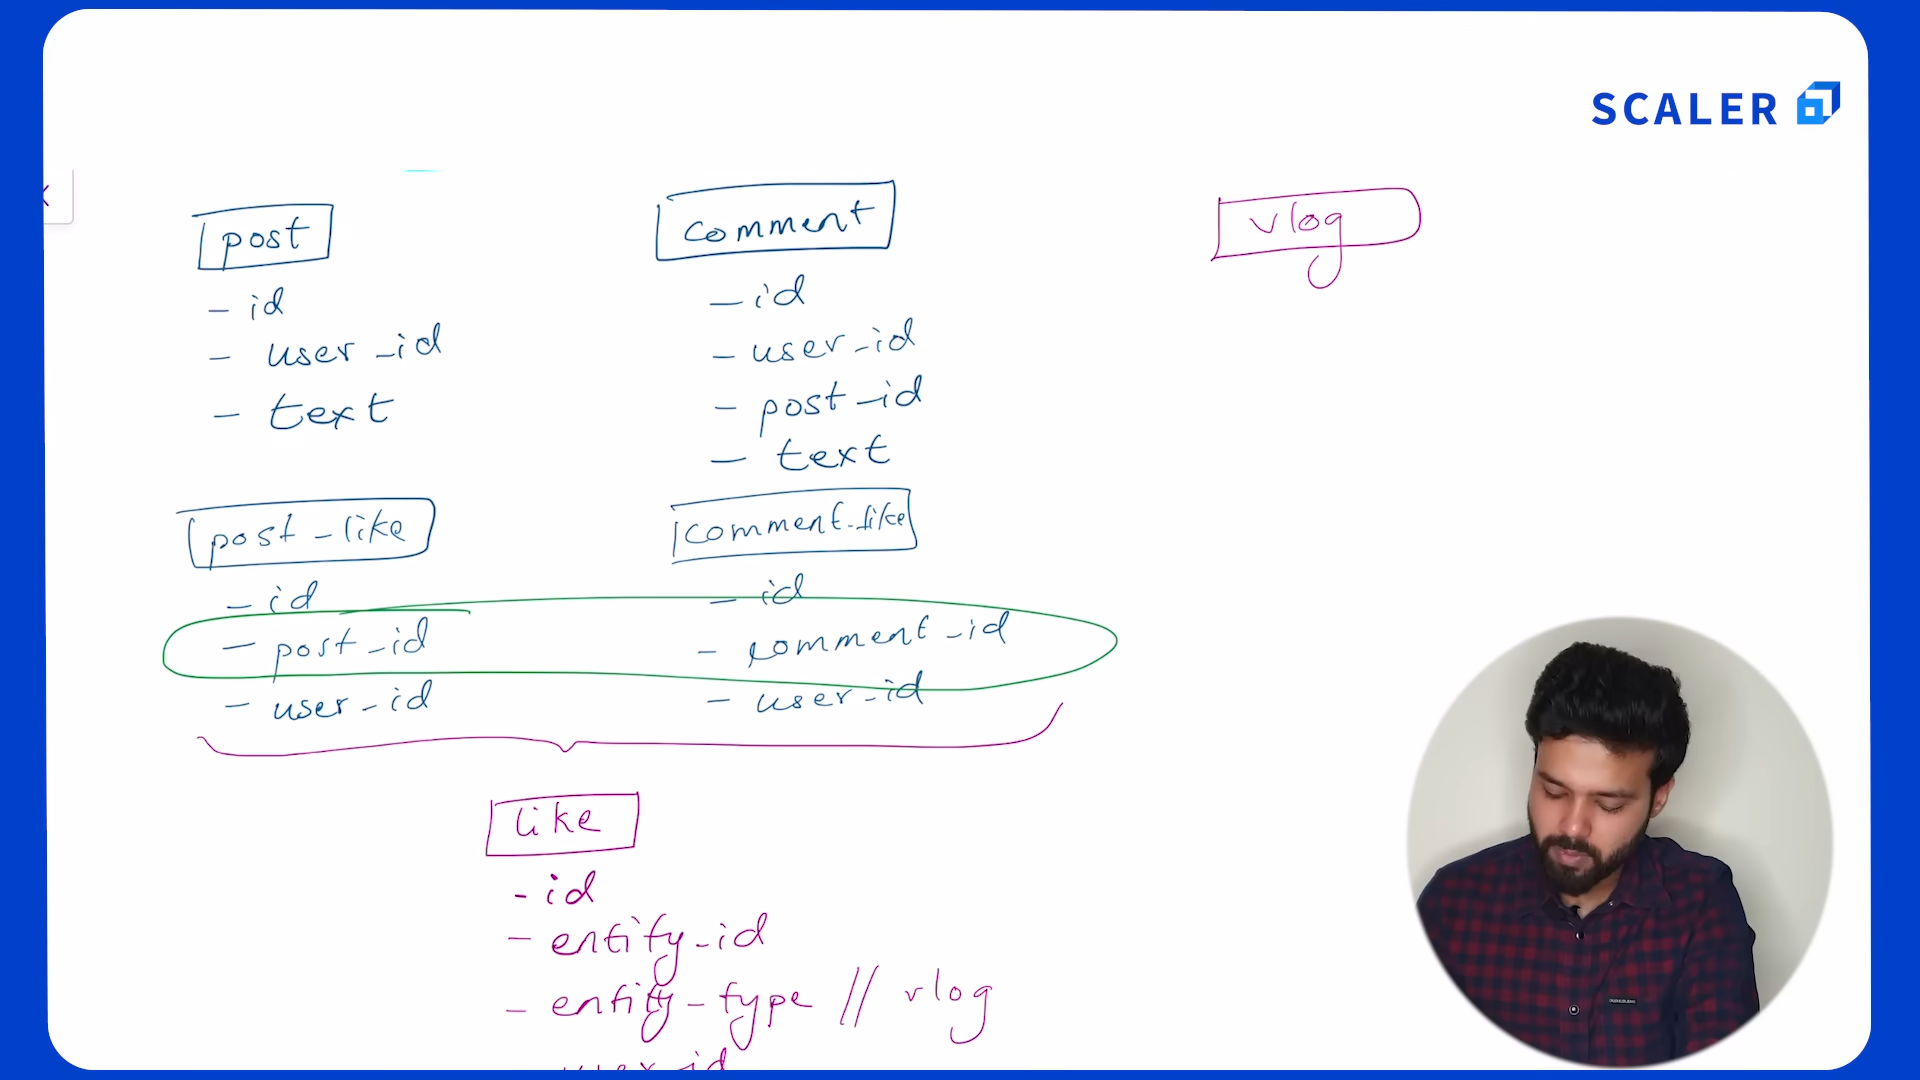 SCALER
post
- id
- user_id
- text
comment
- id
- user_id
- post_id
- text
vlog
post_like
- id
- post_id
- user_id
comment_like
- id
- comment_id
- user_id
like
- id
- entity_id
- entity_type // vlog
user_id